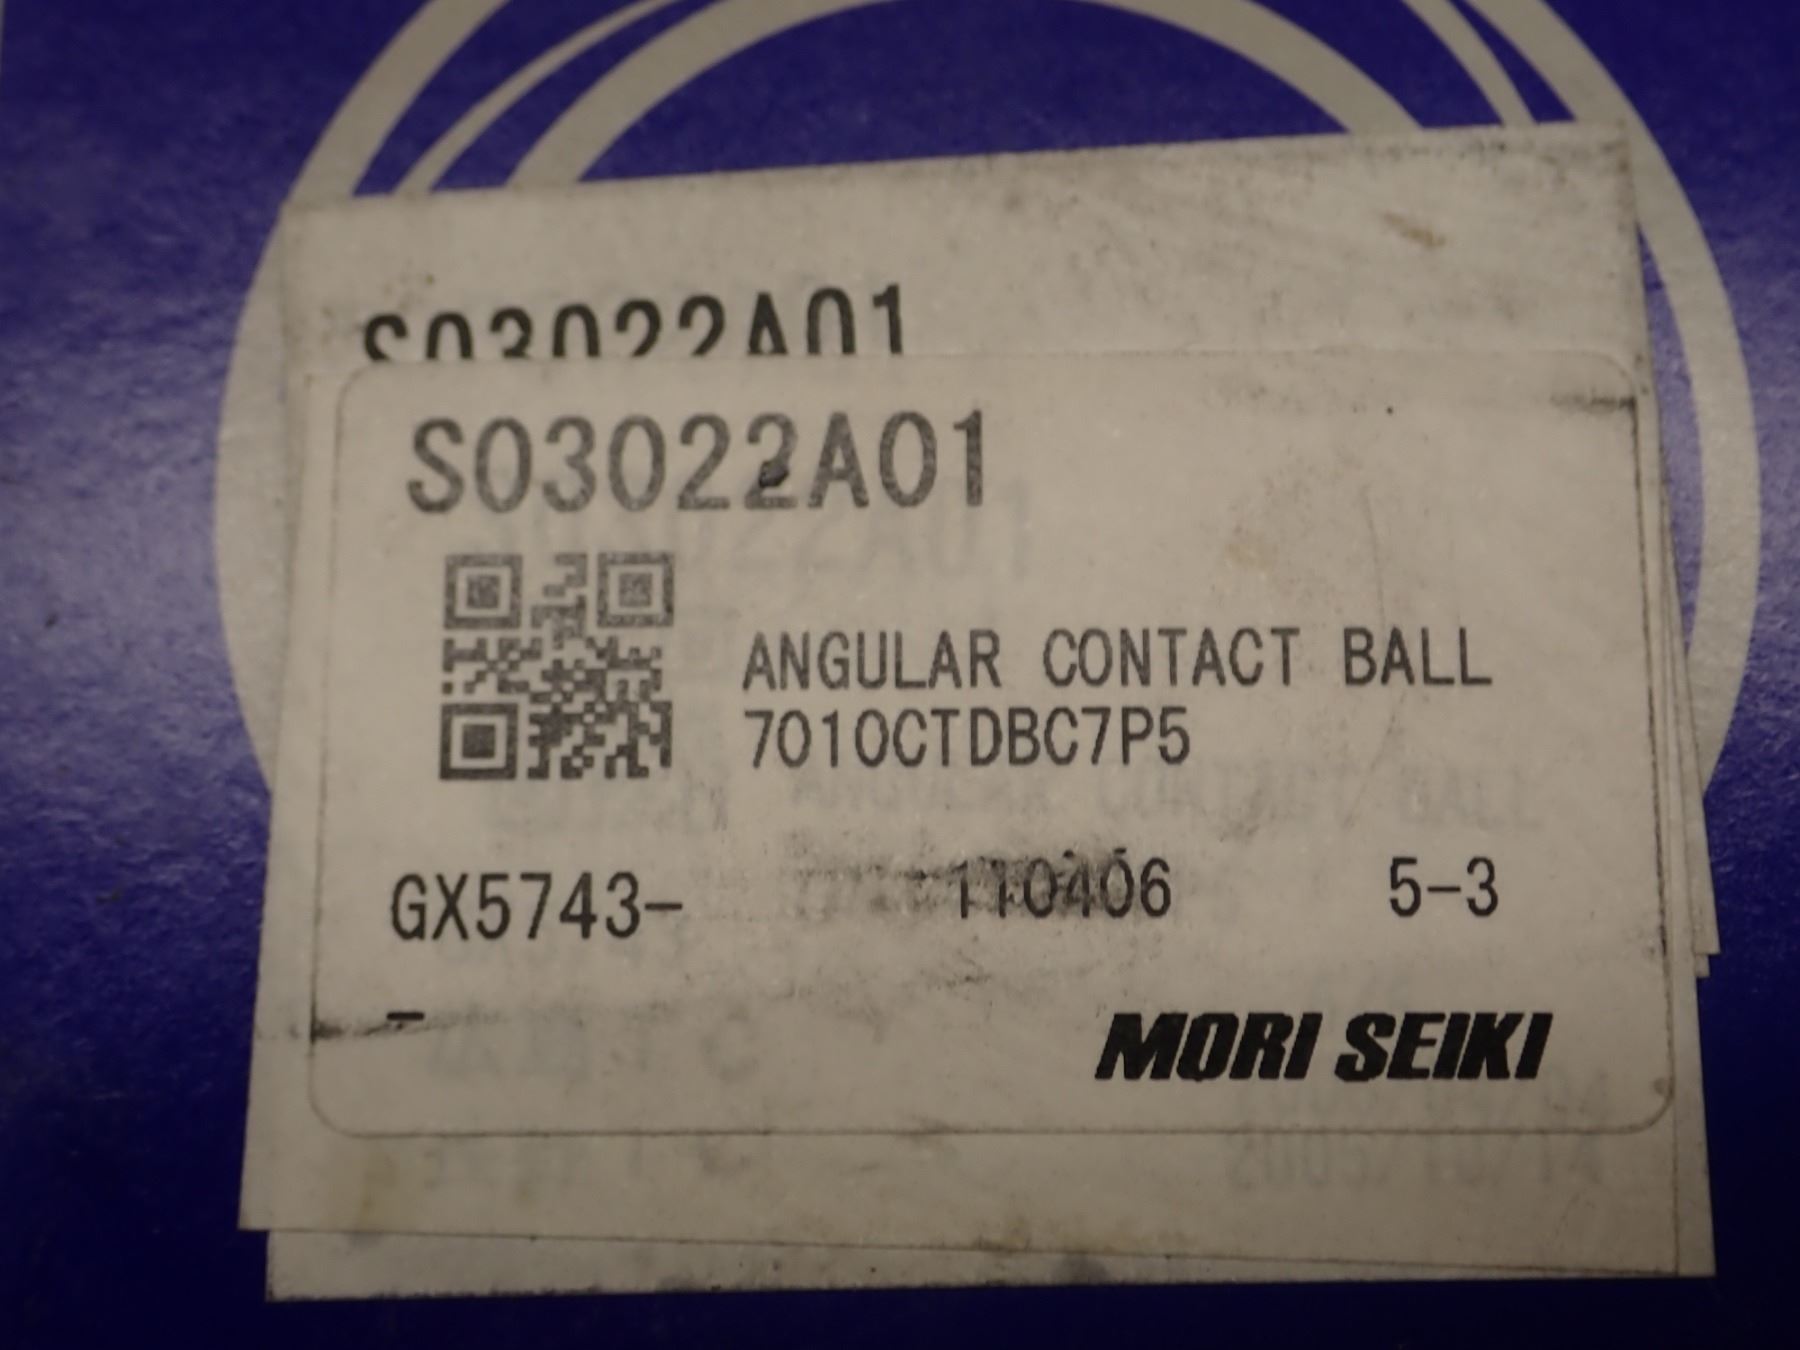 S03022A01
S03022A01
ANGULAR CONTACT BALL
7010CTDBC7P5
GX5743- 110406 5-3
-
MORI SEIKI